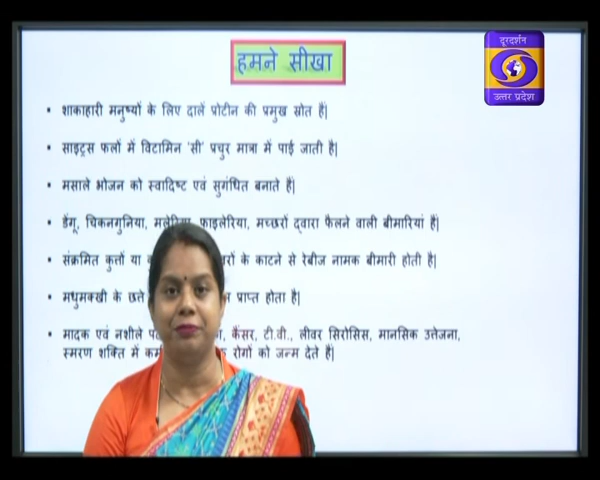 हमने सीखा
दूरदर्शन
उत्तर प्रदेश
• शाकाहारी मनुष्यों के लिए दालें प्रोटीन की प्रमुख स्रोत हैं|
• साइट्रस फलों में विटामिन 'सी' प्रचुर मात्रा में पाई जाती है|
• मसाले भोजन को स्वादिष्ट एवं सुगंधित बनाते हैं|
• डेंगू, चिकनगुनिया, मलेरिया, फाइलेरिया, मच्छरों द्वारा फैलने वाली बीमारियां हैं|
• संक्रमित कुत्तों या के काटने से रेबीज नामक बीमारी होती है|
• मधुमक्खी के छत्ते प्राप्त होता है|
• मादक एवं नशीले कैंसर, टी.वी., लीवर सिरोसिस, मानसिक उत्तेजना,
स्मरण शक्ति में रोगों को जन्म देते हैं|